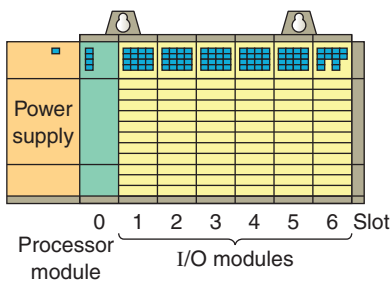 Power
supply
0 1 2 3 4 5 6 Slot
Processor
module
I/O modules